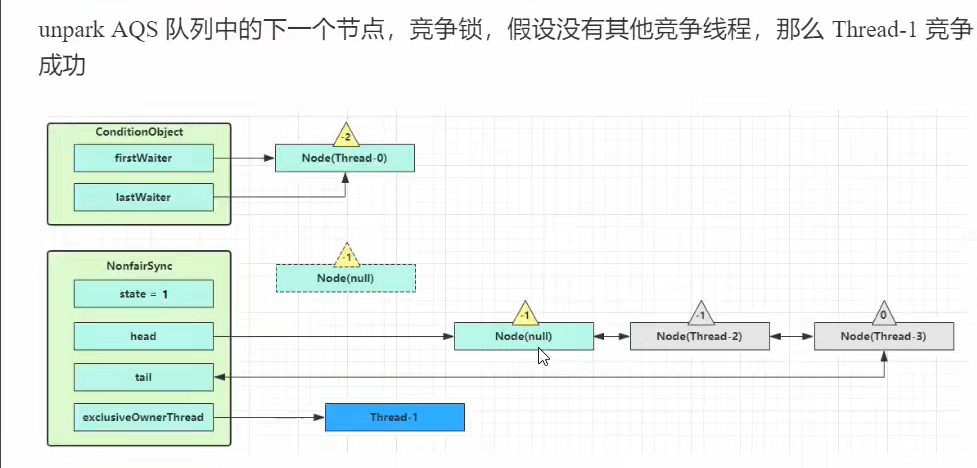 unpark AQS 队列中的下一个节点，竞争锁，假设没有其他竞争线程，那么 Thread-1 竞争
成功
ConditionObject
-2
firstWaiter
Node(Thread-0)
lastWaiter
NonfairSync
-1
Node(null)
state = 1
-1
-1
0
head
Node(null)
Node(Thread-2)
Node(Thread-3)
tail
exclusiveOwnerThread
Thread-1